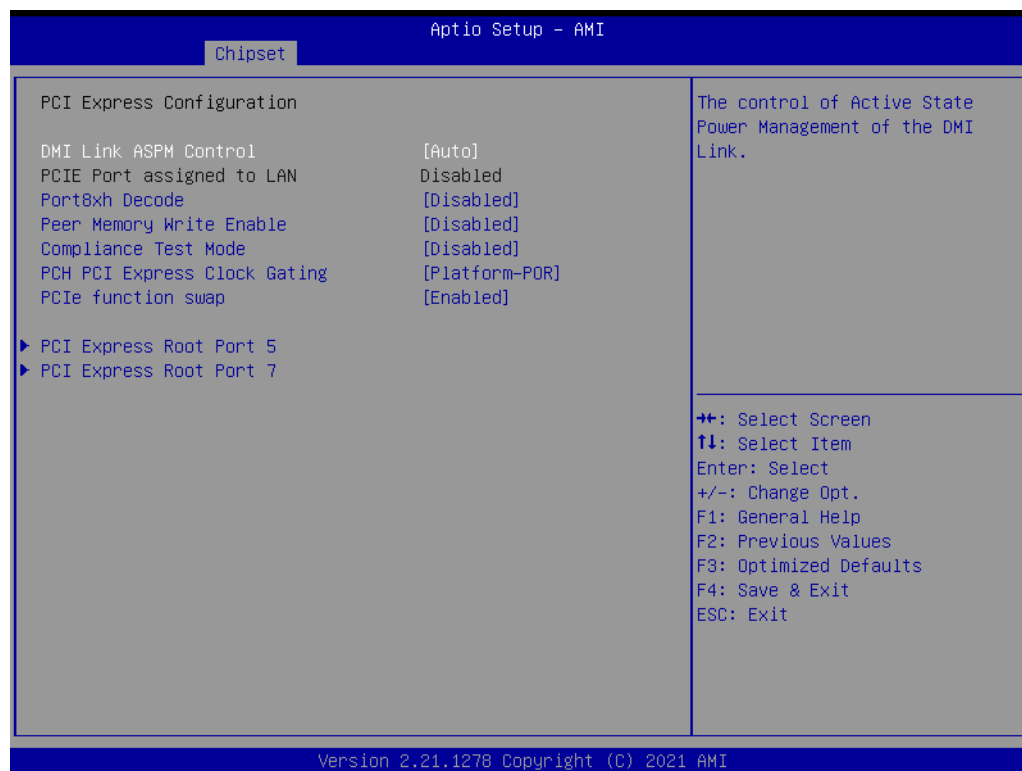 Aptio Setup – AMI
Chipset
PCI Express Configuration
DMI Link ASPM Control [Auto]
PCIE Port assigned to LAN Disabled
Port8xh Decode [Disabled]
Peer Memory Write Enable [Disabled]
Compliance Test Mode [Disabled]
PCH PCI Express Clock Gating [Platform-POR]
PCIe function swap [Enabled]
PCI Express Root Port 5
PCI Express Root Port 7
The control of Active State
Power Management of the DMI
Link.
→←: Select Screen
↑↓: Select Item
Enter: Select
+/-: Change Opt.
F1: General Help
F2: Previous Values
F3: Optimized Defaults
F4: Save & Exit
ESC: Exit
Version 2.21.1278 Copyright (C) 2021 AMI